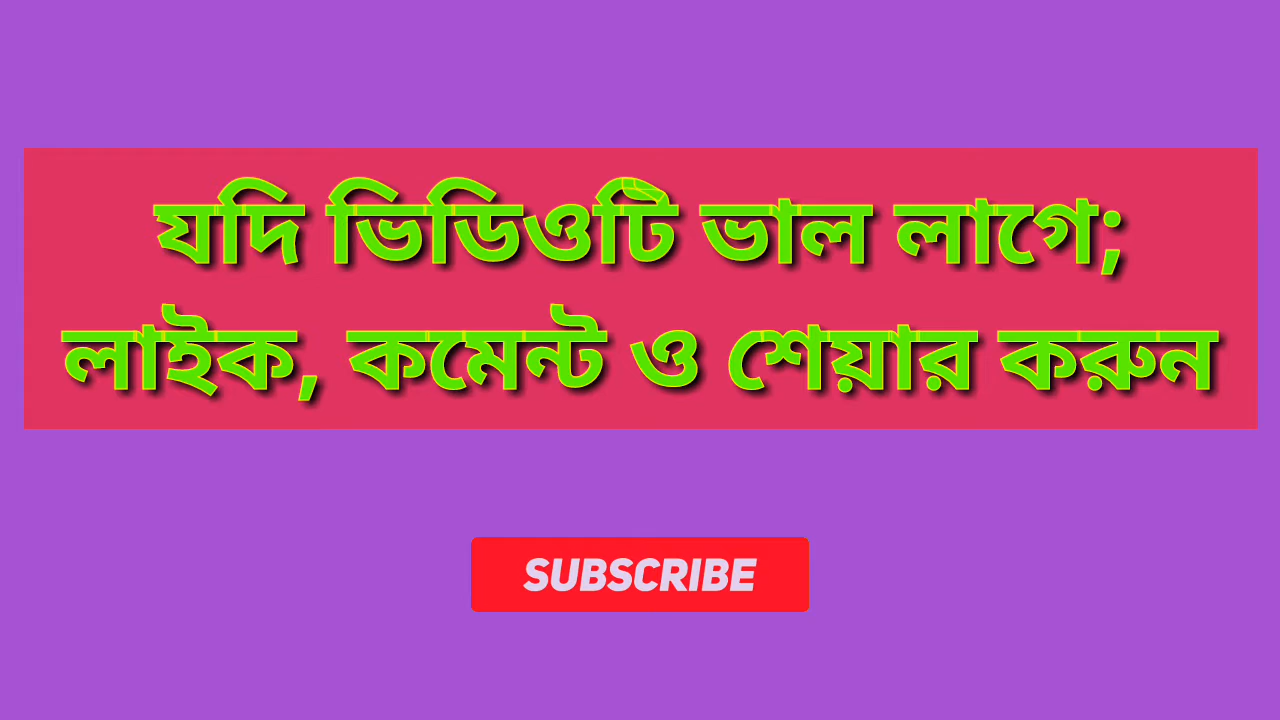 যদি ভিডিওটি ভাল লাগে;
লাইক, কমেন্ট ও শেয়ার করুন
SUBSCRIBE